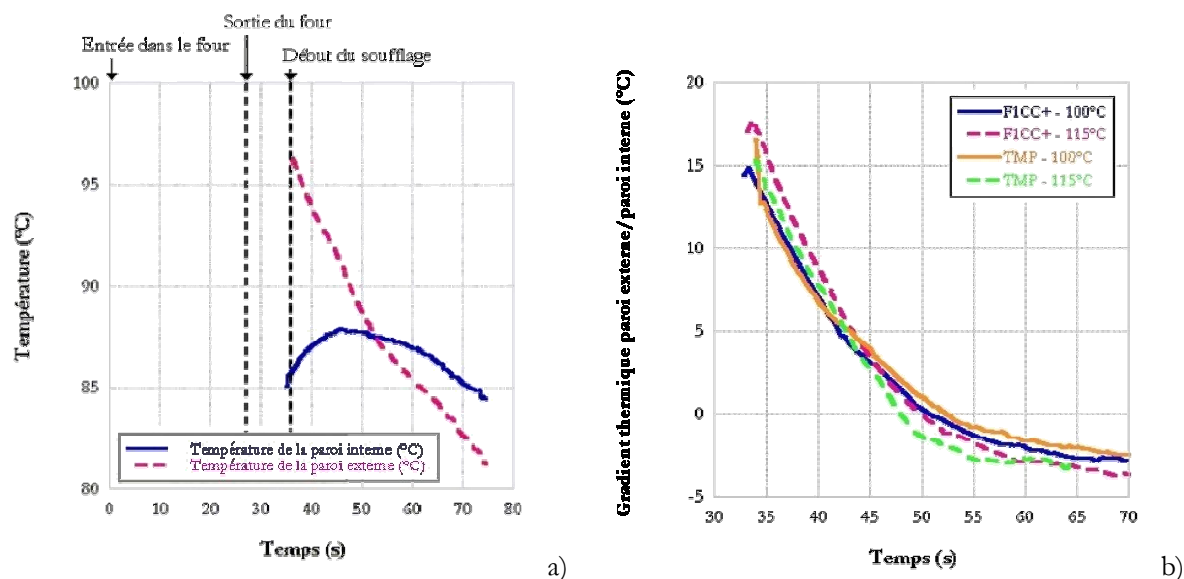 Sortie du four
Entrée dans le four
Début du soufflage
Température (°C)
100
95
90
85
80
0 10 20 30 40 50 60 70 80
Temps (s)
Température de la paroi interne (°C)
Température de la paroi externe (°C)
a)
Gradient thermique paroi externe/paroi interne (°C)
20
15
10
5
0
-5
30 35 40 45 50 55 60 65 70
Temps (s)
F1CC+ - 100°C
F1CC+ - 115°C
TMP - 100°C
TMP - 115°C
b)